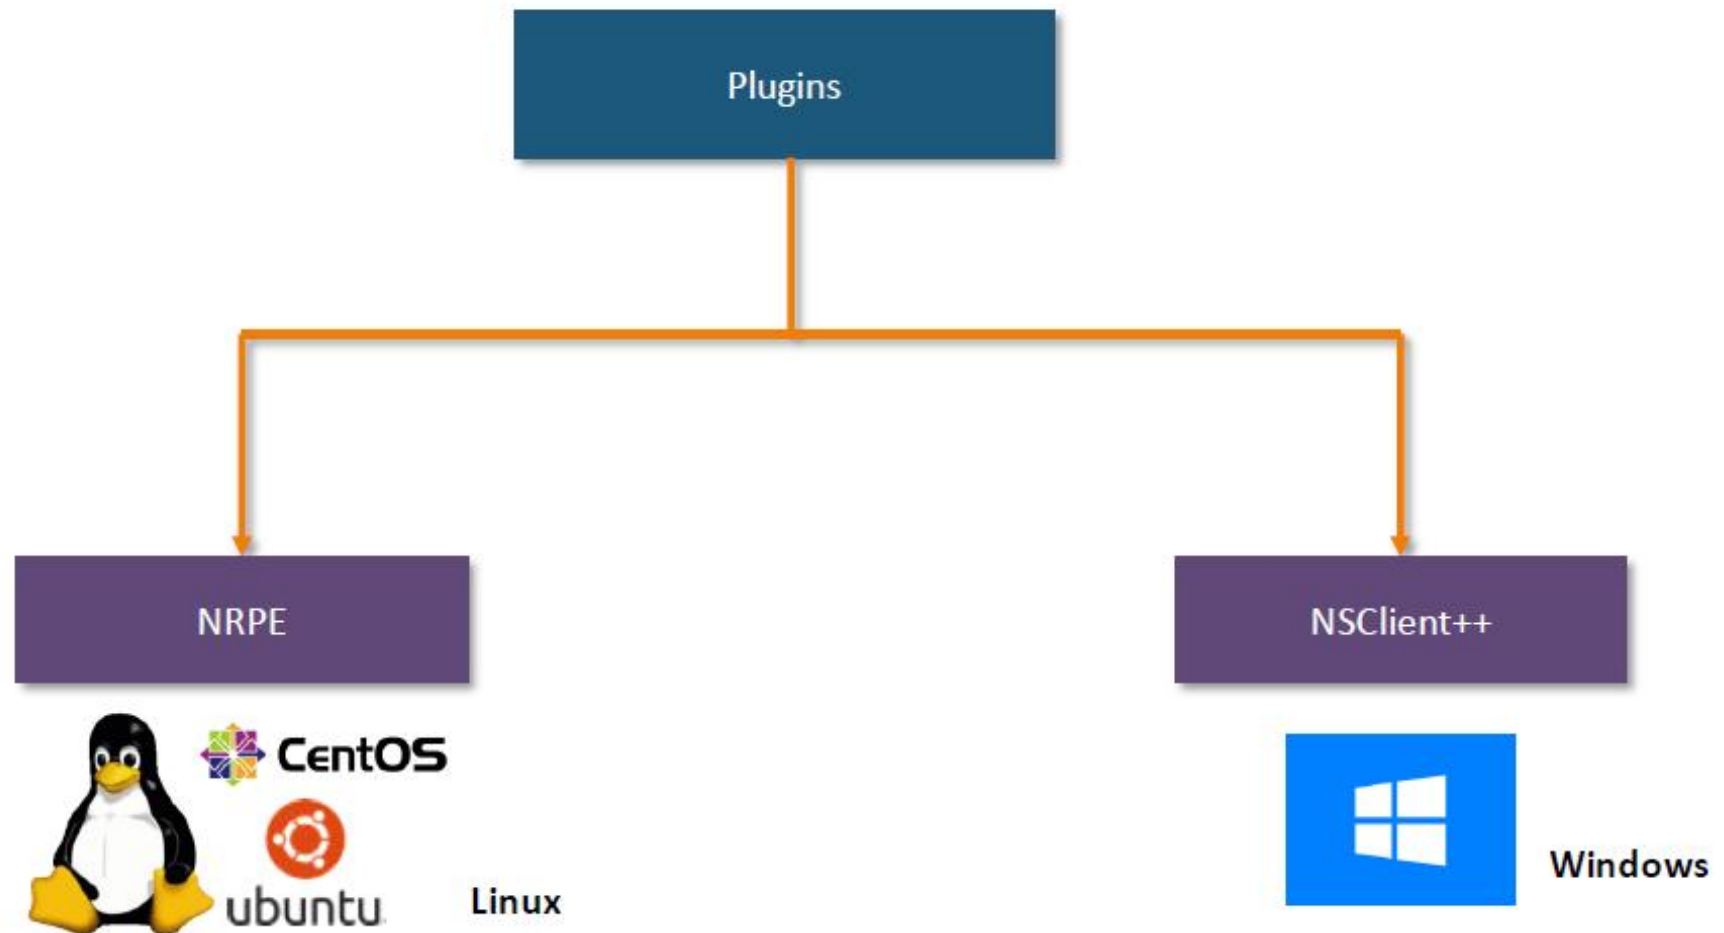 Plugins
NRPE
NSClient++
CentOS
ubuntu
Linux
Windows